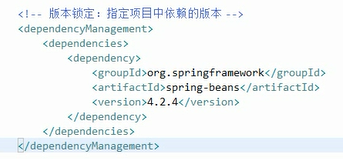 <!-- 版本锁定：指定项目中依赖的版本 -->
<dependencyManagement>
<dependencies>
<dependency>
<groupId>org.springframework</groupId>
<artifactId>spring-beans</artifactId>
<version>4.2.4</version>
</dependency>
</dependencies>
</dependencyManagement>